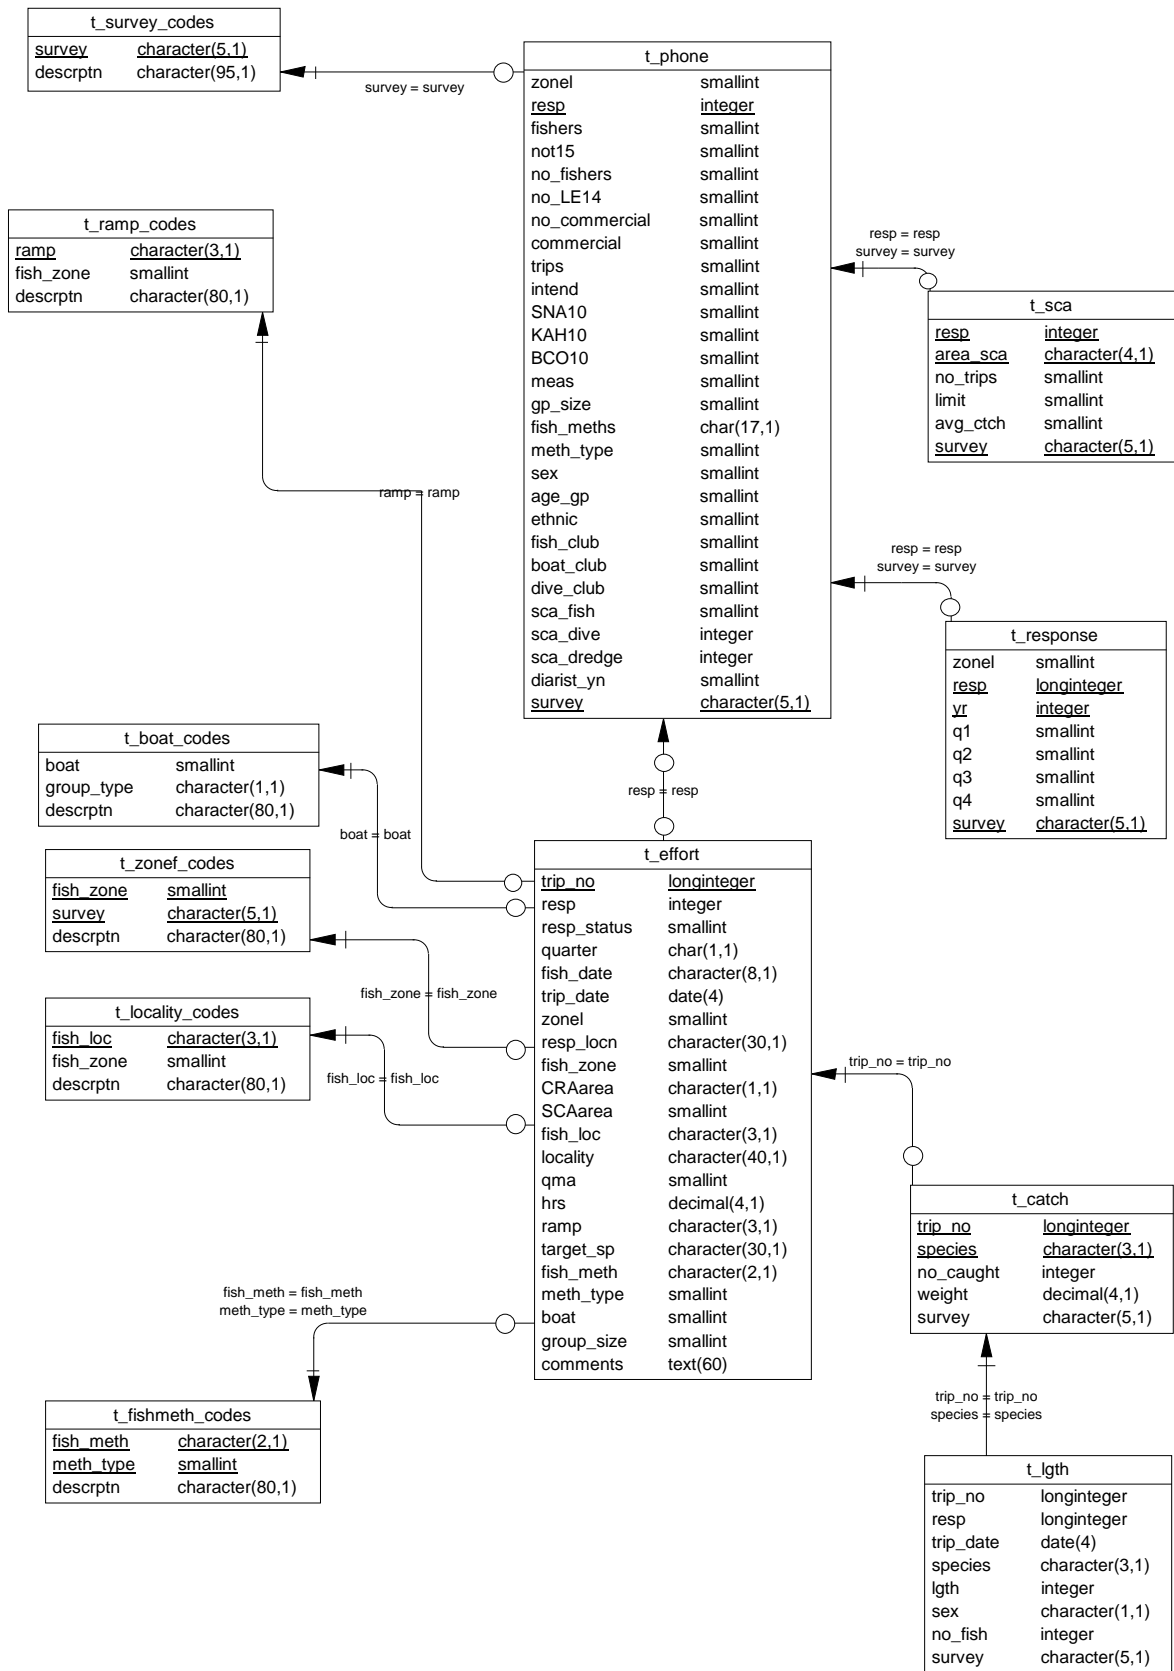 t_survey_codes
survey character(5,1)
descrptn character(95,1)
survey = survey
t_phone
zonel smallint
resp integer
fishers smallint
not15 smallint
no_fishers smallint
no_LE14 smallint
no_commercial smallint
commercial smallint
trips smallint
intend smallint
SNA10 smallint
KAH10 smallint
BCO10 smallint
meas smallint
gp_size smallint
fish_meths char(17,1)
meth_type smallint
sex smallint
age_gp smallint
ethnic smallint
fish_club smallint
boat_club smallint
dive_club smallint
sca_fish smallint
sca_dive integer
sca_dredge integer
diarist_yn smallint
survey character(5,1)
t_ramp_codes
ramp character(3,1)
fish_zone smallint
descrptn character(80,1)
ramp = ramp
resp = resp
survey = survey
t_sca
resp integer
area_sca character(4,1)
no_trips smallint
limit smallint
avg_ctch smallint
survey character(5,1)
resp = resp
survey = survey
t_response
zonel smallint
resp longinteger
yr integer
q1 smallint
q2 smallint
q3 smallint
q4 smallint
survey character(5,1)
resp = resp
t_boat_codes
boat smallint
group_type character(1,1)
descrptn character(80,1)
boat = boat
t_zonef_codes
fish_zone smallint
survey character(5,1)
descrptn character(80,1)
fish_zone = fish_zone
t_locality_codes
fish_loc character(3,1)
fish_zone smallint
descrptn character(80,1)
fish_loc = fish_loc
t_effort
trip_no longinteger
resp integer
resp_status smallint
quarter char(1,1)
fish_date character(8,1)
trip_date date(4)
zonel smallint
resp_locn character(30,1)
fish_zone smallint
CRAarea character(1,1)
SCAarea smallint
fish_loc character(3,1)
locality character(40,1)
qma smallint
hrs decimal(4,1)
ramp character(3,1)
target_sp character(30,1)
fish_meth character(2,1)
meth_type smallint
boat smallint
group_size smallint
comments text(60)
trip_no = trip_no
t_catch
trip_no longinteger
species character(3,1)
no_caught integer
weight decimal(4,1)
survey character(5,1)
fish_meth = fish_meth
meth_type = meth_type
t_fishmeth_codes
fish_meth character(2,1)
meth_type smallint
descrptn character(80,1)
trip_no = trip_no
species = species
t_lgth
trip_no longinteger
resp longinteger
trip_date date(4)
species character(3,1)
lgth integer
sex character(1,1)
no_fish integer
survey character(5,1)